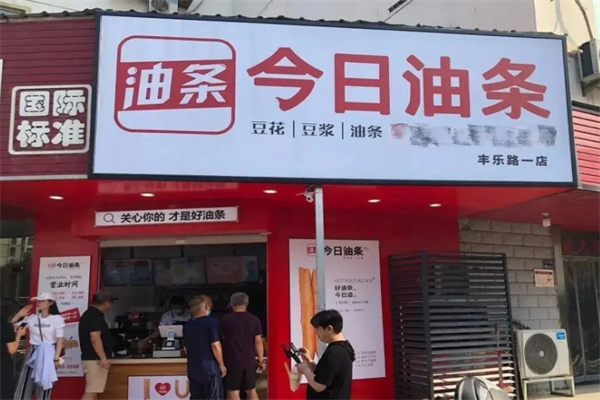 国际
标准
油条
今日油条
豆花|豆浆|油条
丰乐路一店
关心你的 才是好油条
今日油条
营业时间
今日油条
好油条,
今日造。